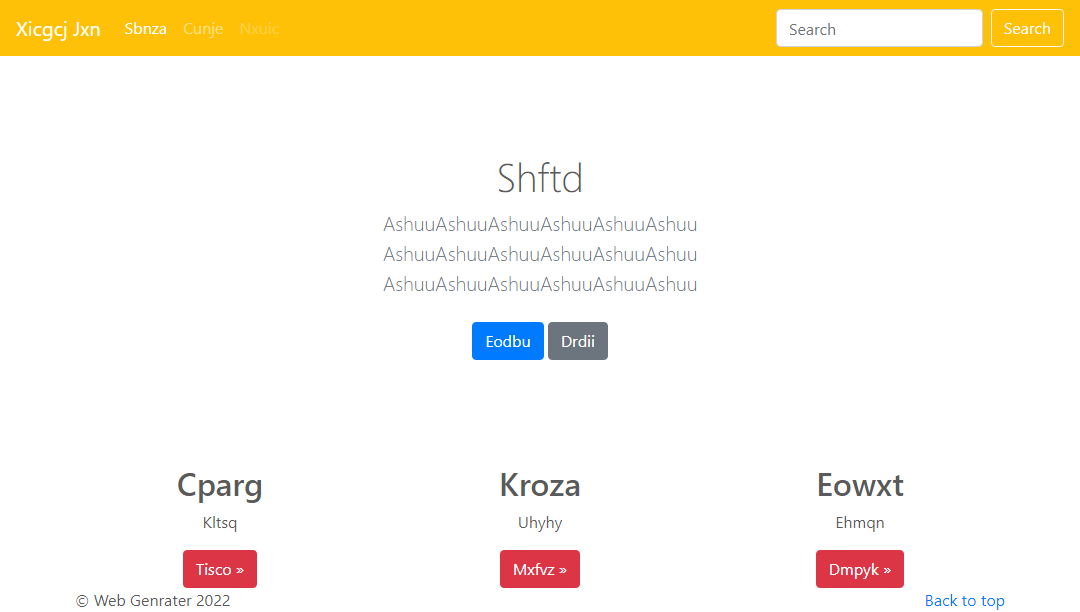 Xicgcj Jxn Sbnza Cunje Nxuic Search Search
Shftd
AshuuAshuuAshuuAshuuAshuuAshuu
AshuuAshuuAshuuAshuuAshuuAshuu
AshuuAshuuAshuuAshuuAshuuAshuu
Eodbu Drdii
Cparg Kroza Eowxt
Kltsq Uhyhy Ehmqn
Tisco » Mxfvz » Dmpyk »
© Web Genrater 2022 Back to top